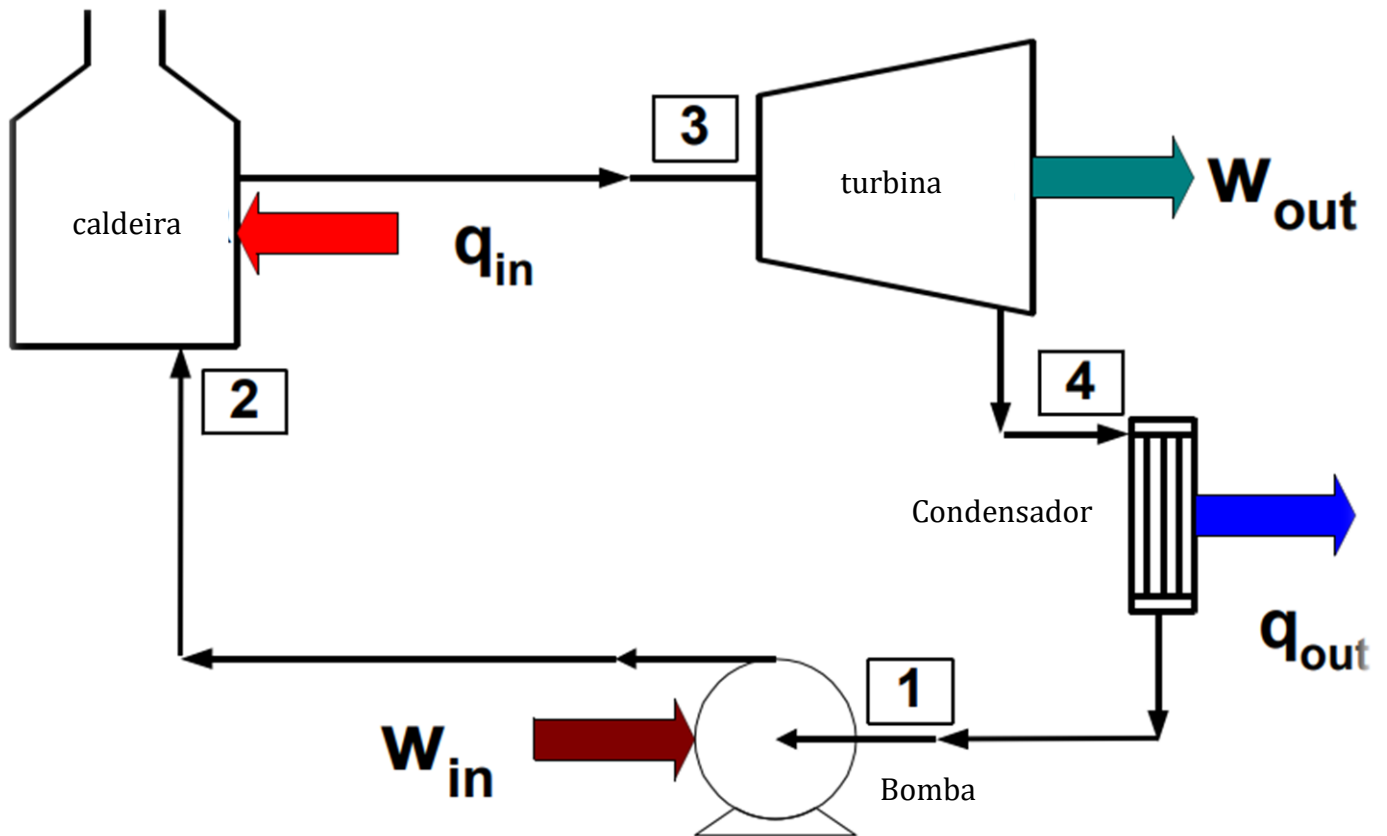 3
turbina
w out
caldeira
q in
2
4
Condensador
q out
1
w in
Bomba